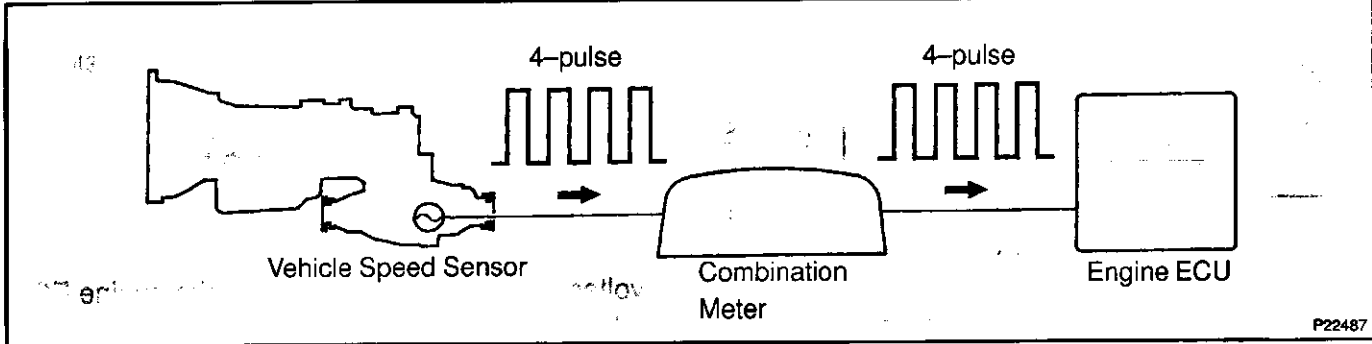 4–pulse
4–pulse
Vehicle Speed Sensor
Combination
Meter
Engine ECU
P22487